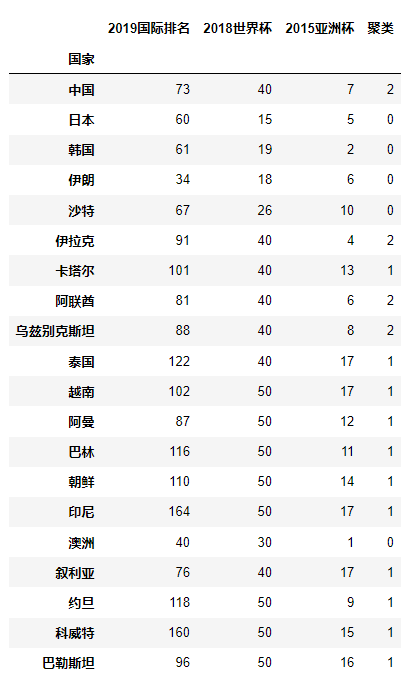 2019国际排名 2018世界杯 2015亚洲杯 聚类
国家
中国 73 40 7 2
日本 60 15 5 0
韩国 61 19 2 0
伊朗 34 18 6 0
沙特 67 26 10 0
伊拉克 91 40 4 2
卡塔尔 101 40 13 1
阿联酋 81 40 6 2
乌兹别克斯坦 88 40 8 2
泰国 122 40 17 1
越南 102 50 17 1
阿曼 87 50 12 1
巴林 116 50 11 1
朝鲜 110 50 14 1
印尼 164 50 17 1
澳洲 40 30 1 0
叙利亚 76 40 17 1
约旦 118 50 9 1
科威特 160 50 15 1
巴勒斯坦 96 50 16 1